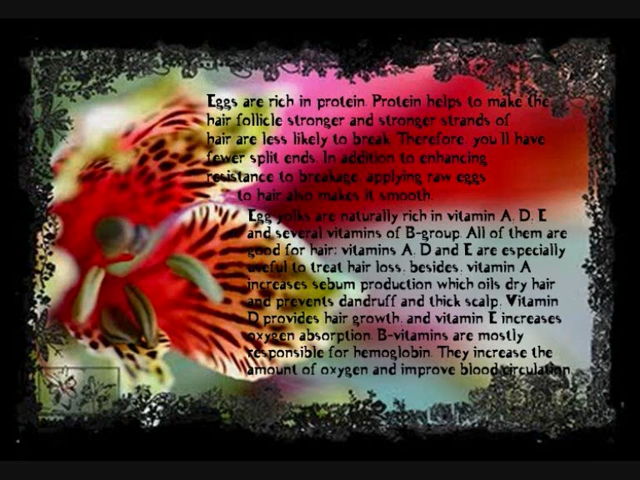 Eggs are rich in protein. Protein helps to make the
hair follicle stronger and stronger strands of
hair are less likely to break. Therefore, you'll have
fewer split ends. In addition to enhancing
resistance to breakage, applying raw eggs
to hair also makes it smooth.
Egg yolks are naturally rich in vitamin A, D, E
and several vitamins of B-group. All of them are
good for hair; vitamins A, D and E are especially
useful to treat hair loss, besides, vitamin A
increases sebum production which oils dry hair
and prevents dandruff and thick scalp. Vitamin
D provides hair growth, and vitamin E increases
oxygen absorption. B-vitamins are mostly
responsible for hemoglobin. They increase the
amount of oxygen and improve blood circulation.